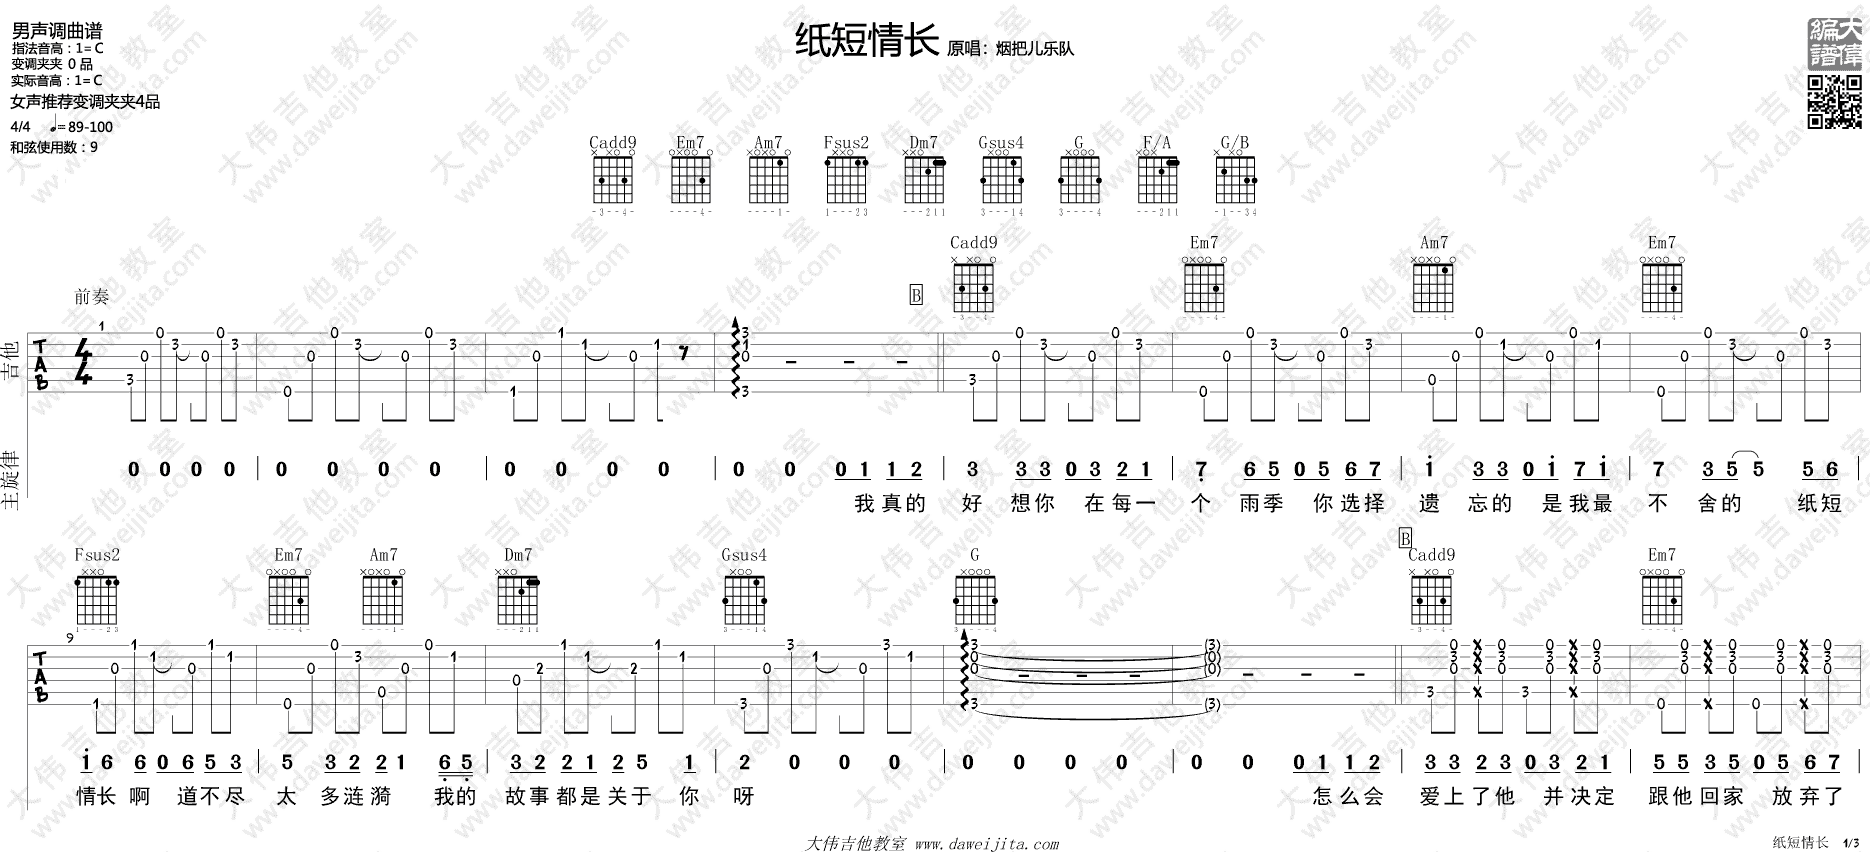 男声调曲谱
指法音高：1=C
变调夹夹 0 品
实际音高：1=C
女声推荐变调夹夹4品
4/4 ♩=89-100
和弦使用数：9
纸短情长 原唱：烟把儿乐队
大偉
編譜
Cadd9 Em7 Am7 Fsus2 Dm7 Gsus4 G F/A G/B
Cadd9 Em7 Am7 Em7
前奏
B
吉他
TAB 4/4
主旋律
0 0 0 0 | 0 0 0 0 | 0 0 0 0 | 0 0 01 12 | 3 33 03 21 | 7 65 05 67 | i 33 0i 7i | 7 35 5 56
我真的 好 想你 在每一 个 雨季 你选择 遗 忘的 是我最 不 舍的 纸短
Fsus2 Em7 Am7 Dm7 Gsus4 G B Cadd9 Em7
9
TAB
i6 6 06 53 | 5 32 21 65 | 32 21 25 1 | 2 0 0 0 | 0 0 0 0 | 0 0 01 12 | 33 23 03 21 | 55 35 05 67
情长 啊 道不尽 太 多涟漪 我的 故事都是关于 你 呀 怎么会 爱上了他 并决定 跟他回家 放弃了
大伟吉他教室 www.daweijita.com
纸短情长 1/3